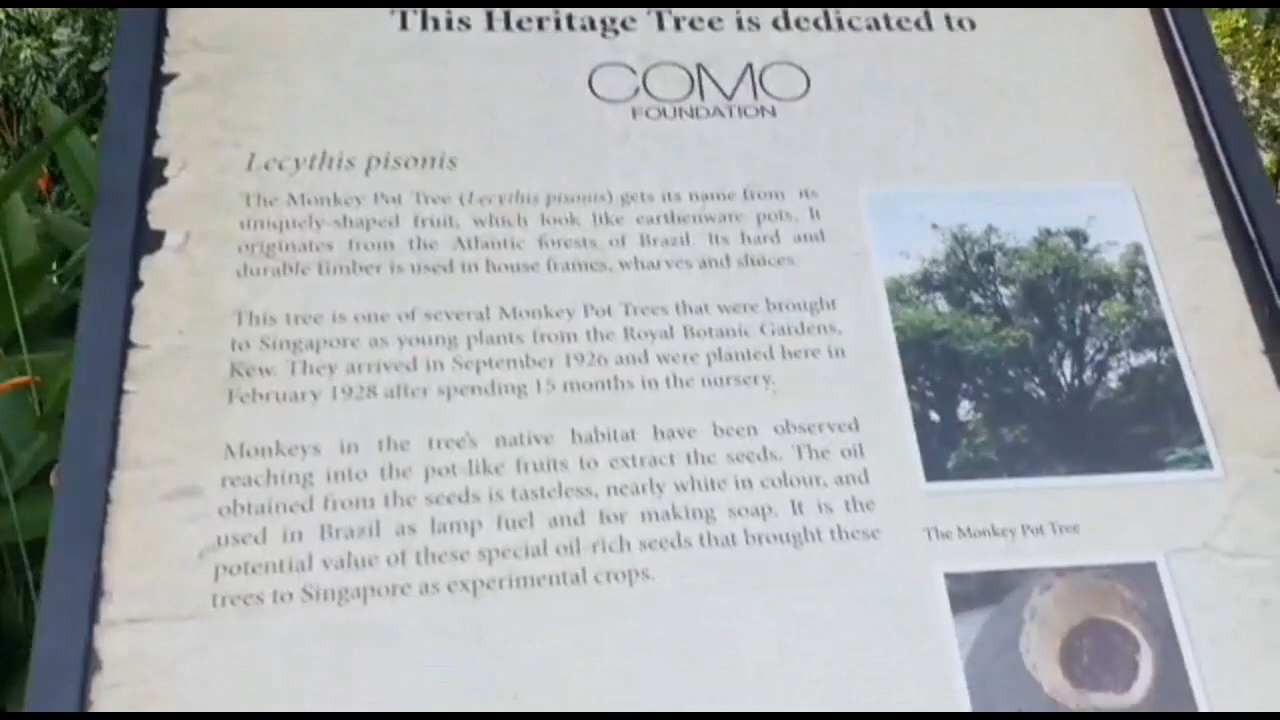 This Heritage Tree is dedicated to
COMO
FOUNDATION
Lecythis pisonis
The Monkey Pot Tree (Lecythis pisonis) gets its name from its
uniquely-shaped fruit, which look like earthenware pots. It
originates from the Atlantic forests of Brazil. Its hard and
durable timber is used in house frames, wharves and sluices.
This tree is one of several Monkey Pot Trees that were brought
to Singapore as young plants from the Royal Botanic Gardens,
Kew. They arrived in September 1926 and were planted here in
February 1928 after spending 15 months in the nursery.
Monkeys in the tree's native habitat have been observed
reaching into the pot-like fruits to extract the seeds. The oil
obtained from the seeds is tasteless, nearly white in colour, and
used in Brazil as lamp fuel and for making soap. It is the
potential value of these special oil-rich seeds that brought these
trees to Singapore as experimental crops.
The Monkey Pot Tree